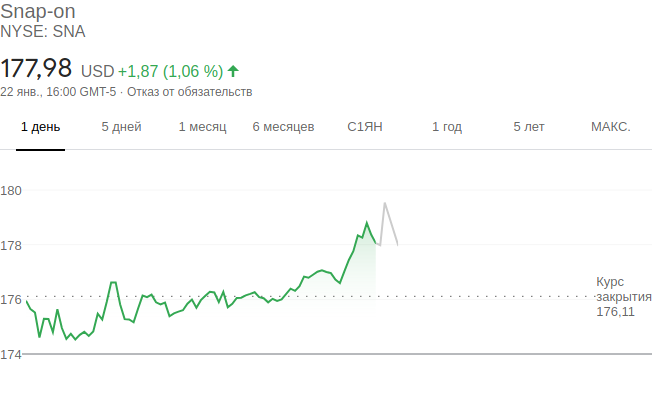 Snap-on
NYSE: SNA
177,98 USD +1,87 (1,06 %)
22 янв., 16:00 GMT-5 · Отказ от обязательств
1 день 5 дней 1 месяц 6 месяцев С1ЯН 1 год 5 лет МАКС.
180
178
176
174
Курс
закрытия
176,11